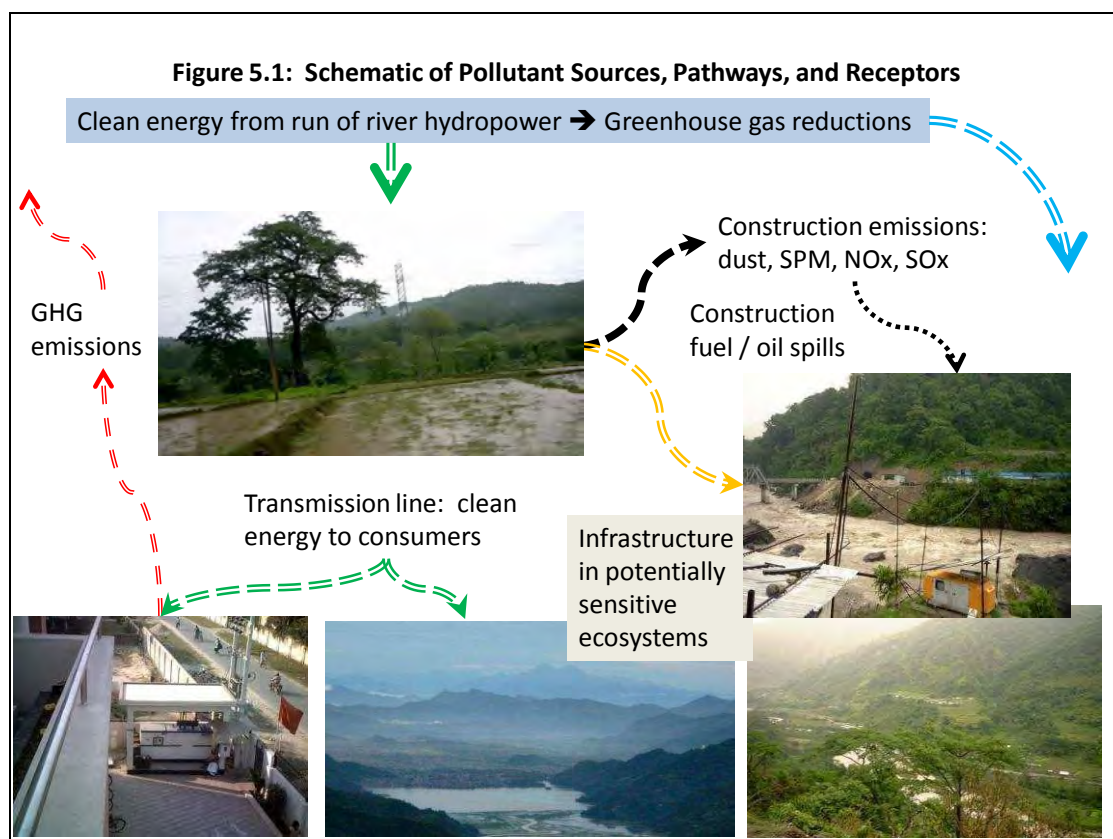 Figure 5.1:  Schematic of Pollutant Sources, Pathways, and Receptors
Clean energy from run of river hydropower ➔ Greenhouse gas reductions
Construction emissions:
dust, SPM, NOx, SOx
GHG
emissions
Construction
fuel / oil spills
Transmission line:  clean
energy to consumers
Infrastructure
in potentially
sensitive
ecosystems